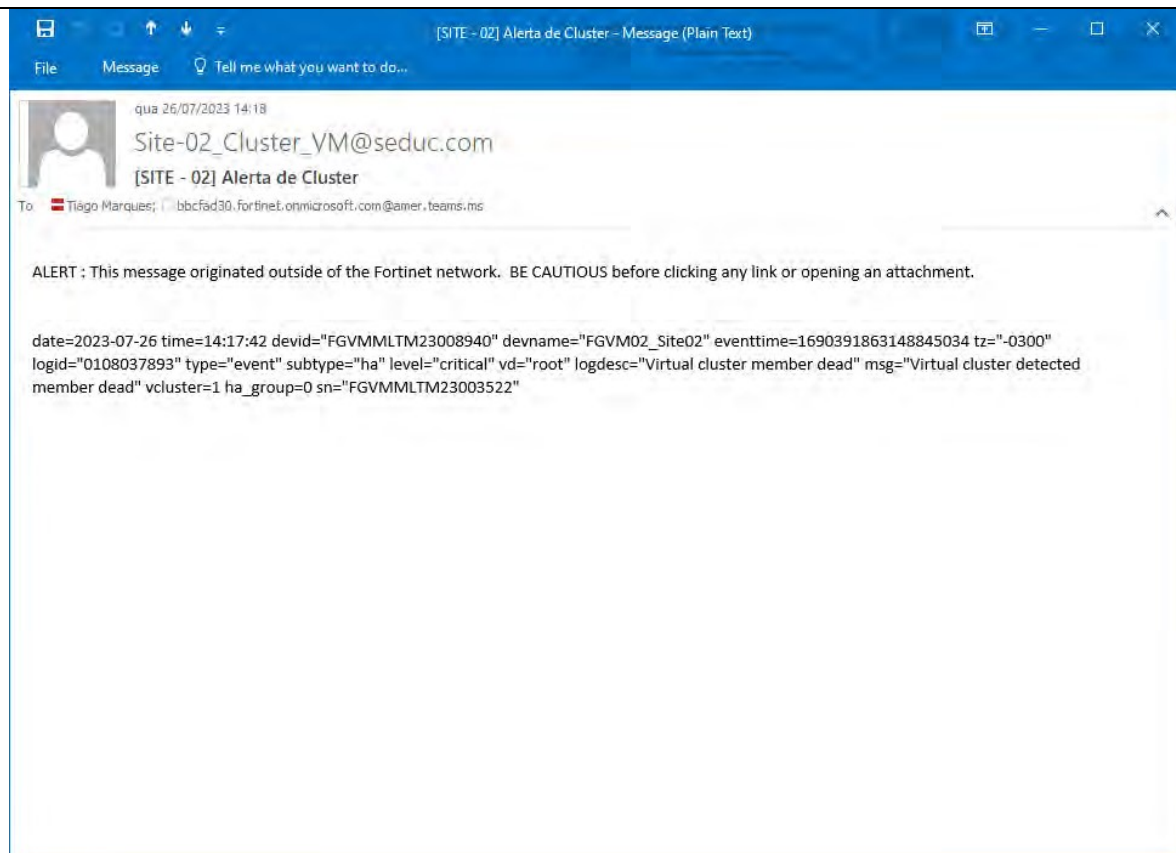 [SITE - 02] Alerta de Cluster - Message (Plain Text)
File Message Tell me what you want to do...
qua 26/07/2023 14:18
Site-02_Cluster_VM@seduc.com
[SITE - 02] Alerta de Cluster
To Tiago Marques; bbcfad30.fortinet.onmicrosoft.com@amer.teams.ms
ALERT : This message originated outside of the Fortinet network. BE CAUTIOUS before clicking any link or opening an attachment.
date=2023-07-26 time=14:17:42 devid="FGVMMLTM23008940" devname="FGVM02_Site02" eventtime=1690391863148845034 tz="-0300"
logid="0108037893" type="event" subtype="ha" level="critical" vd="root" logdesc="Virtual cluster member dead" msg="Virtual cluster detected
member dead" vcluster=1 ha_group=0 sn="FGVMMLTM23003522"